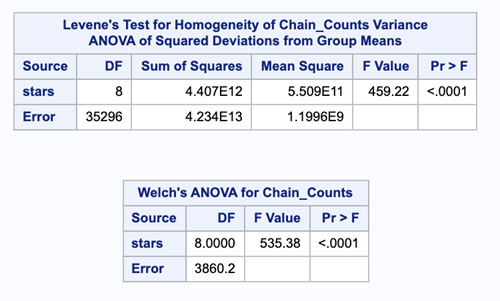 Levene's Test for Homogeneity of Chain_Counts Variance
ANOVA of Squared Deviations from Group Means
Source DF Sum of Squares Mean Square F Value Pr > F
stars 8 4.407E12 5.509E11 459.22 <.0001
Error 35296 4.234E13 1.1996E9
Welch's ANOVA for Chain_Counts
Source DF F Value Pr > F
stars 8.0000 535.38 <.0001
Error 3860.2